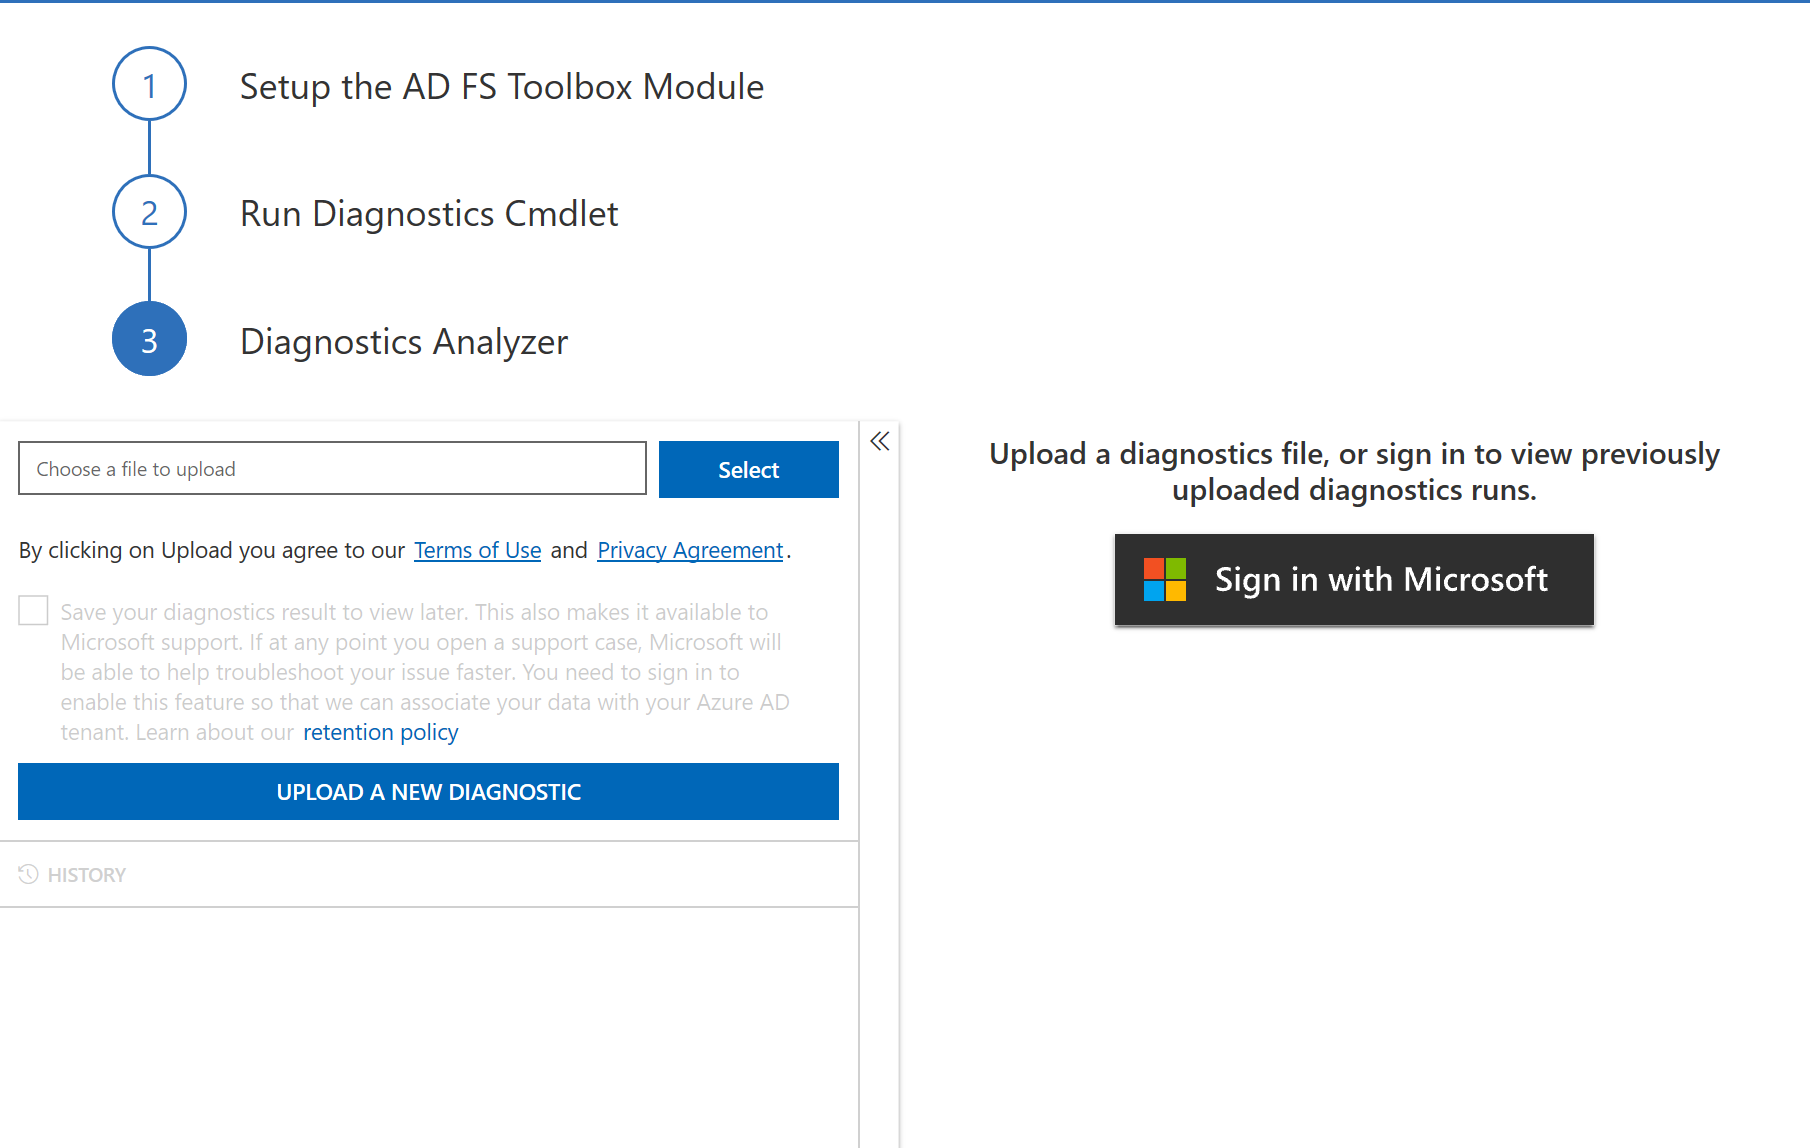 1 Setup the AD FS Toolbox Module
2 Run Diagnostics Cmdlet
3 Diagnostics Analyzer
Choose a file to upload Select
By clicking on Upload you agree to our Terms of Use and Privacy Agreement.
Save your diagnostics result to view later. This also makes it available to
Microsoft support. If at any point you open a support case, Microsoft will
be able to help troubleshoot your issue faster. You need to sign in to
enable this feature so that we can associate your data with your Azure AD
tenant. Learn about our retention policy
UPLOAD A NEW DIAGNOSTIC
HISTORY
Upload a diagnostics file, or sign in to view previously
uploaded diagnostics runs.
Sign in with Microsoft